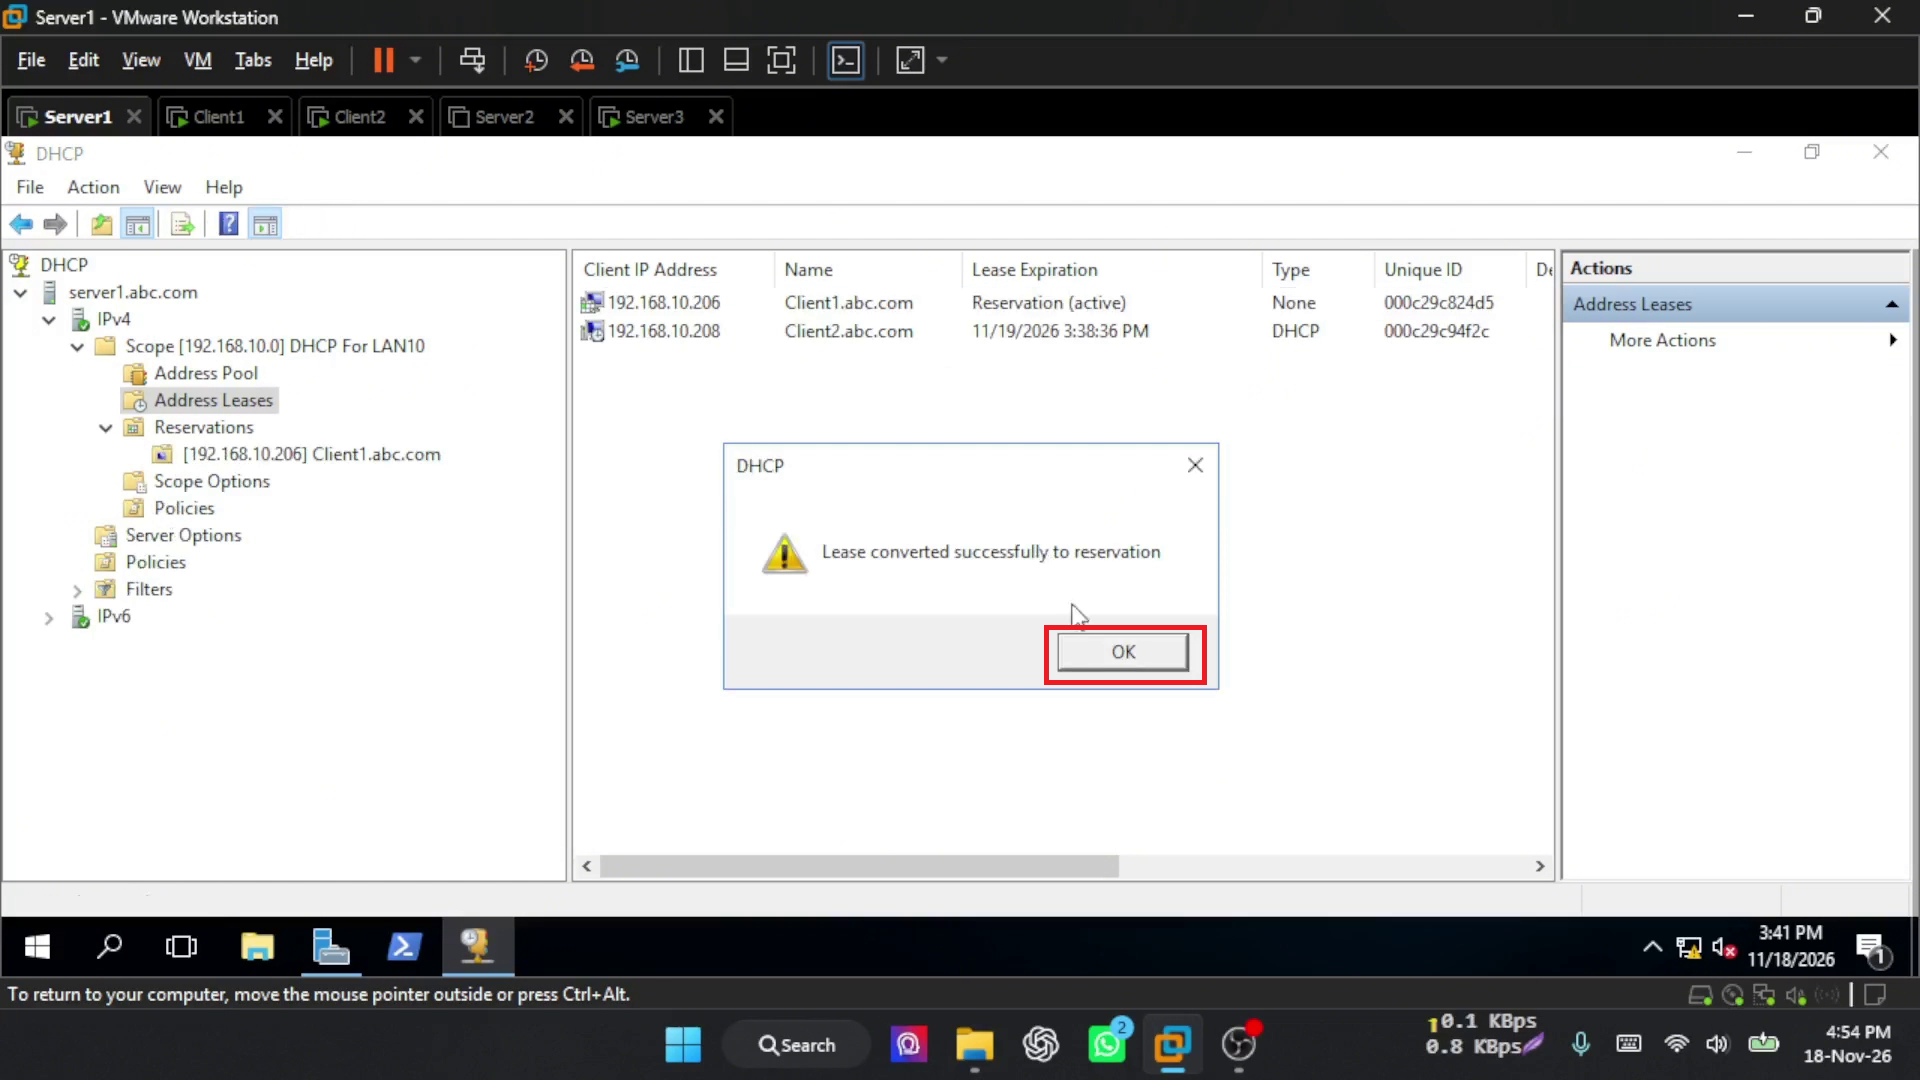 Server1 - VMware Workstation
File Edit View VM Tabs Help
Server1 Client1 Client2 Server2 Server3
DHCP
File Action View Help
DHCP
server1.abc.com
IPv4
Scope [192.168.10.0] DHCP For LAN10
Address Pool
Address Leases
Reservations
[192.168.10.206] Client1.abc.com
Scope Options
Policies
Server Options
Policies
Filters
IPv6
Client IP Address Name Lease Expiration Type Unique ID De
192.168.10.206 Client1.abc.com Reservation (active) None 000c29c824d5
192.168.10.208 Client2.abc.com 11/19/2026 3:38:36 PM DHCP 000c29c94f2c
DHCP
Lease converted successfully to reservation
OK
Actions
Address Leases
More Actions
3:41 PM
11/18/2026
1
To return to your computer, move the mouse pointer outside or press Ctrl+Alt.
Search
2
0.1 KBps
0.8 KBps
4:54 PM
18-Nov-26